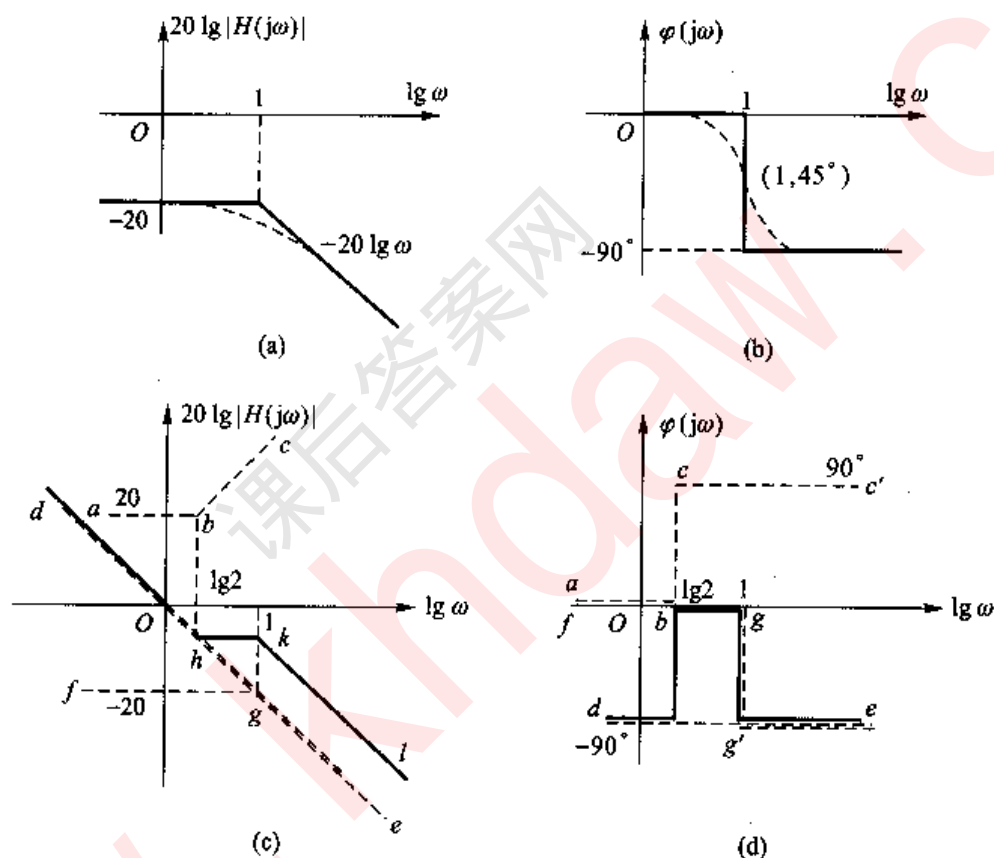 20 lg |H(jω)|
1
lg ω
O
-20
-20 lg ω
(a)
φ(jω)
1
lg ω
O
(1,45°)
-90°
(b)
20 lg |H(jω)|
c
d
a
20
b
lg2
lg ω
O
1
k
h
f
-20
g
l
e
(c)
φ(jω)
c
90°
c′
a
lg2
1
lg ω
f
O
b
g
d
e
-90°
g′
(d)
课后答案网
khdaw.c